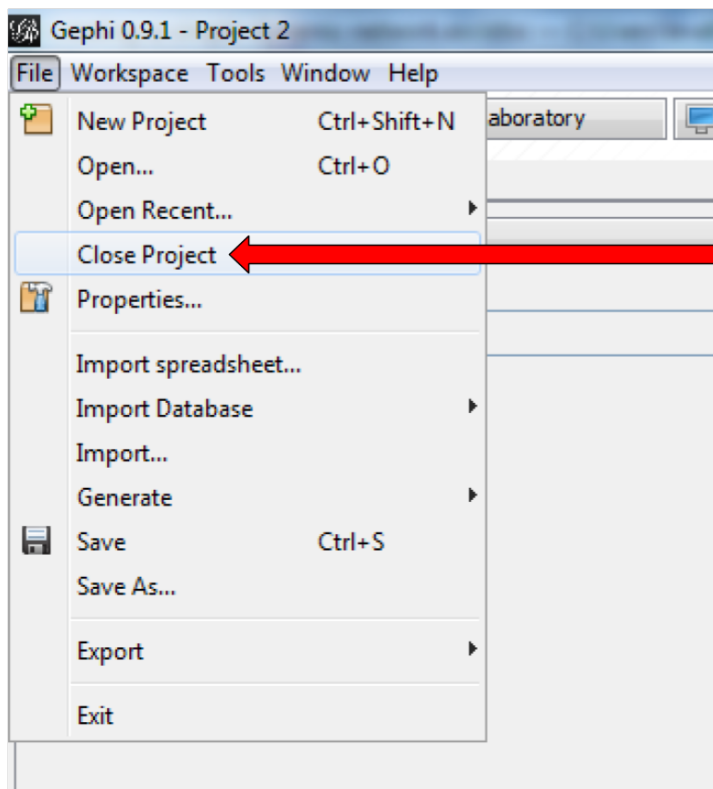 Gephi 0.9.1 - Project 2
File Workspace Tools Window Help
New Project Ctrl+Shift+N
aboratory
Open... Ctrl+O
Open Recent...
Close Project
Properties...
Import spreadsheet...
Import Database
Import...
Generate
Save Ctrl+S
Save As...
Export
Exit